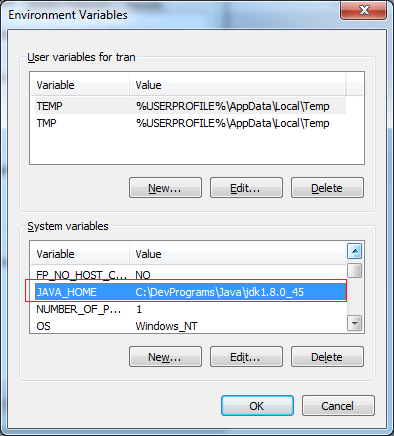 Environment Variables
User variables for tran
Variable Value
TEMP %USERPROFILE%\AppData\Local\Temp
TMP %USERPROFILE%\AppData\Local\Temp
New... Edit... Delete
System variables
Variable Value
FP_NO_HOST_C... NO
JAVA_HOME C:\DevPrograms\Java\jdk1.8.0_45
NUMBER_OF_P... 1
OS Windows_NT
New... Edit... Delete
OK Cancel